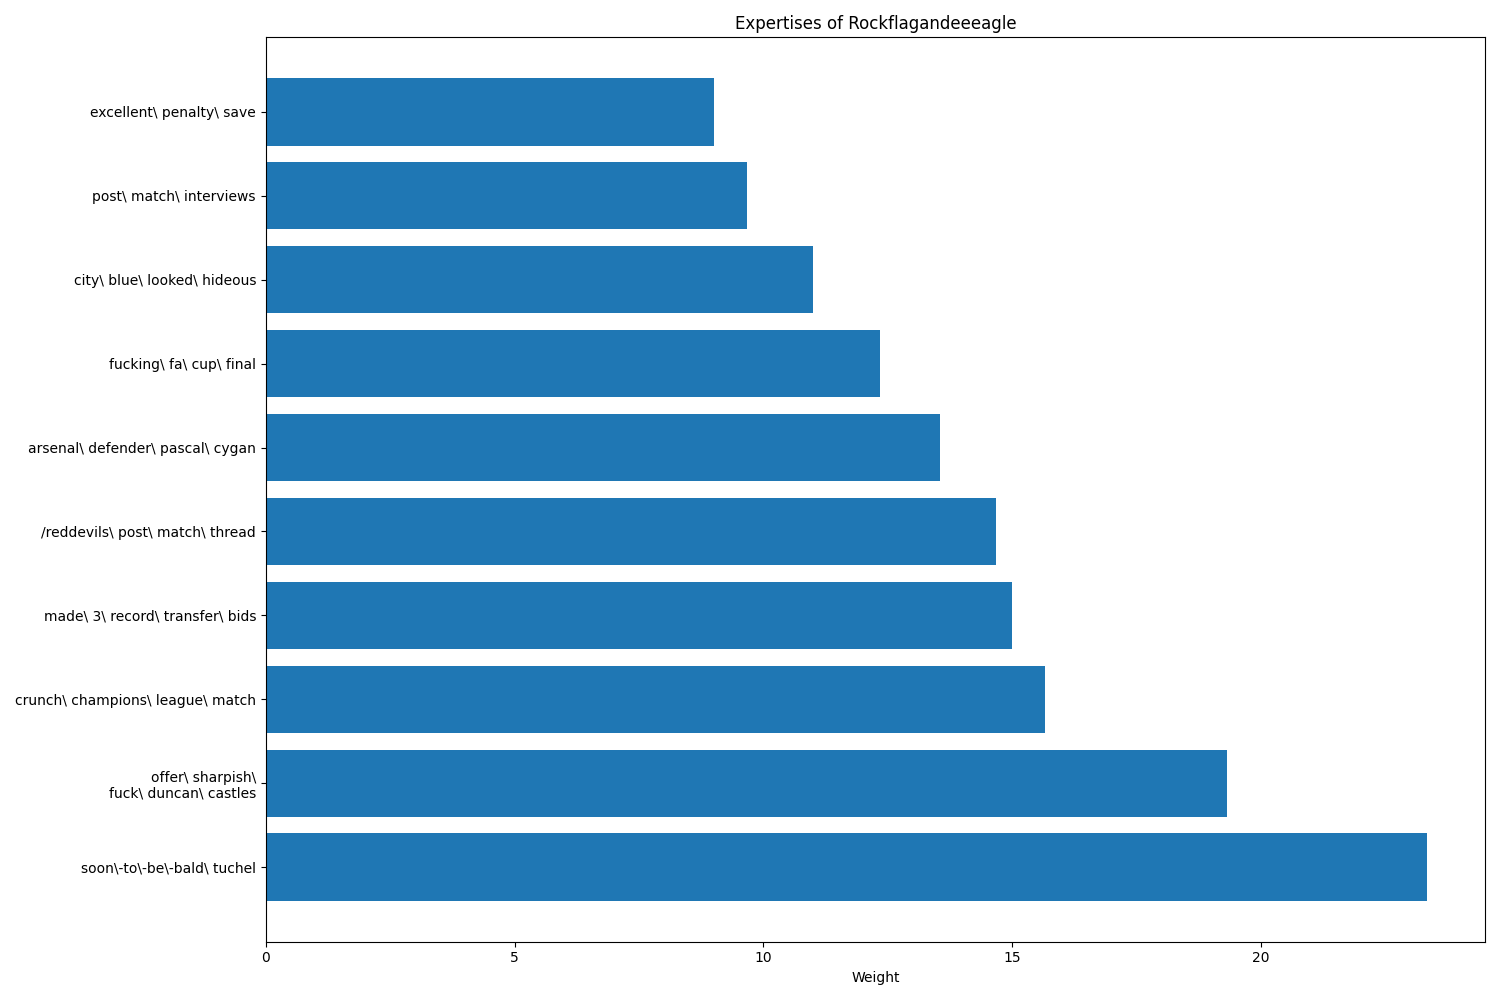 Expertises of Rockflagandeeeagle
excellent\ penalty\ save
post\ match\ interviews
city\ blue\ looked\ hideous
fucking\ fa\ cup\ final
arsenal\ defender\ pascal\ cygan
/reddevils\ post\ match\ thread
made\ 3\ record\ transfer\ bids
crunch\ champions\ league\ match
offer\ sharpish\
fuck\ duncan\ castles
soon\-to\-be\-bald\ tuchel
0 5 10 15 20
Weight